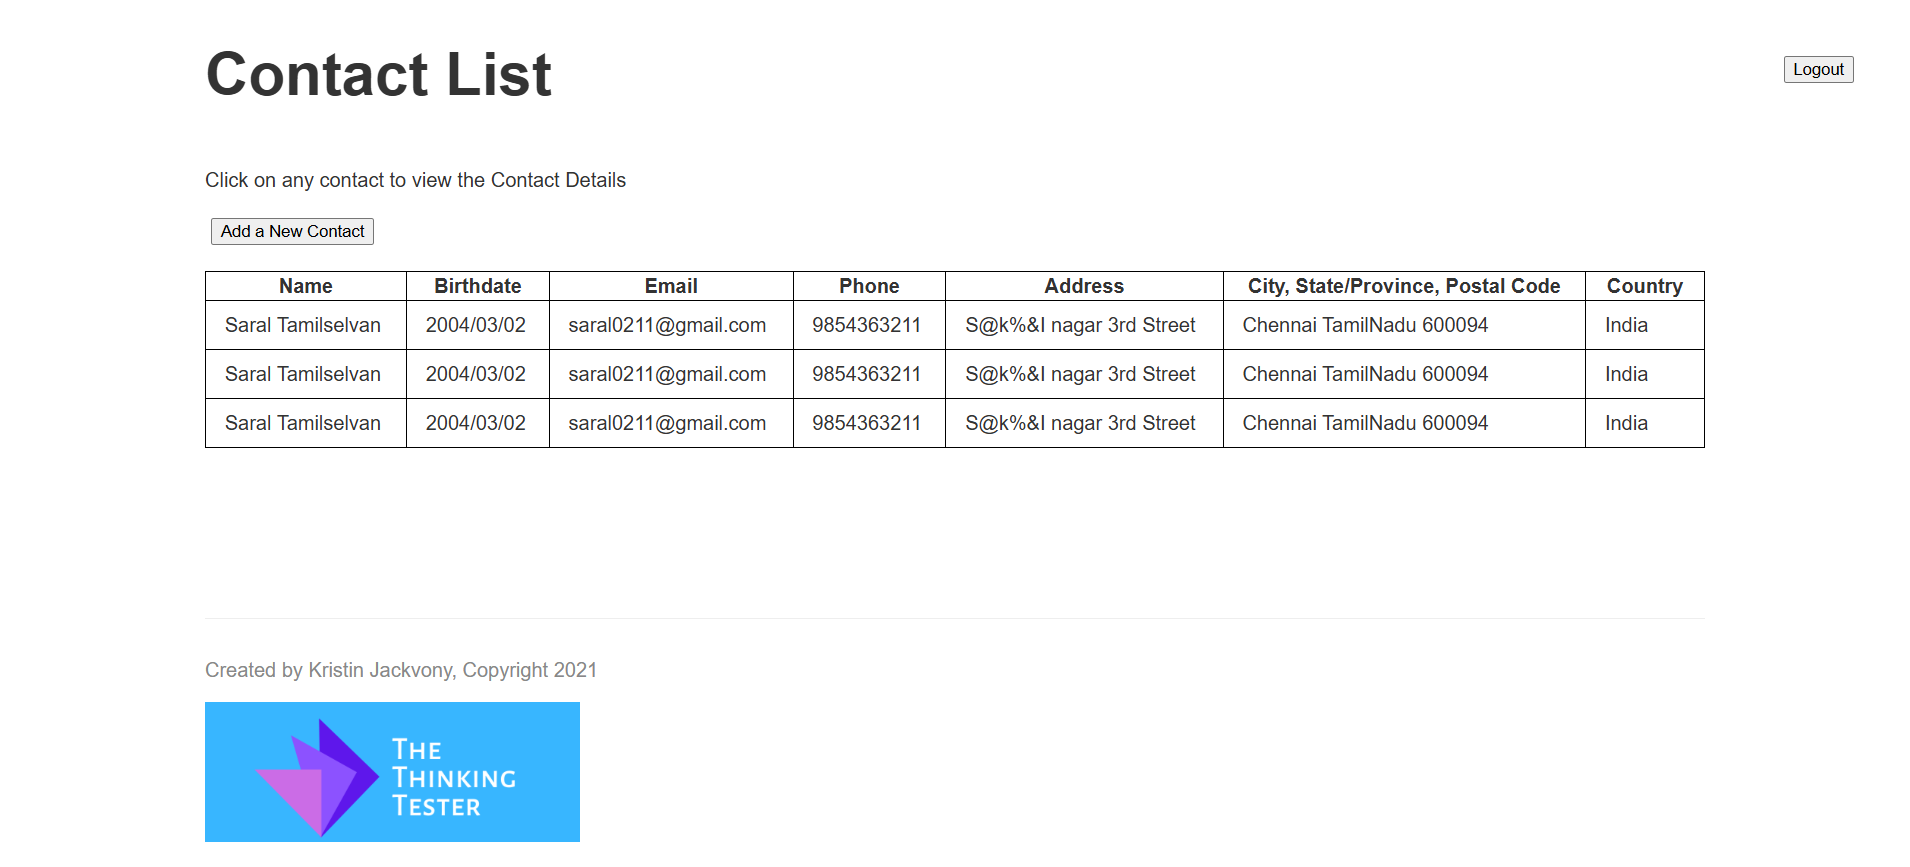 Contact List
Logout
Click on any contact to view the Contact Details
Add a New Contact
Name Birthdate Email Phone Address City, State/Province, Postal Code Country
Saral Tamilselvan 2004/03/02 saral0211@gmail.com 9854363211 S@k%&I nagar 3rd Street Chennai TamilNadu 600094 India
Saral Tamilselvan 2004/03/02 saral0211@gmail.com 9854363211 S@k%&I nagar 3rd Street Chennai TamilNadu 600094 India
Saral Tamilselvan 2004/03/02 saral0211@gmail.com 9854363211 S@k%&I nagar 3rd Street Chennai TamilNadu 600094 India
Created by Kristin Jackvony, Copyright 2021
THE
THINKING
TESTER